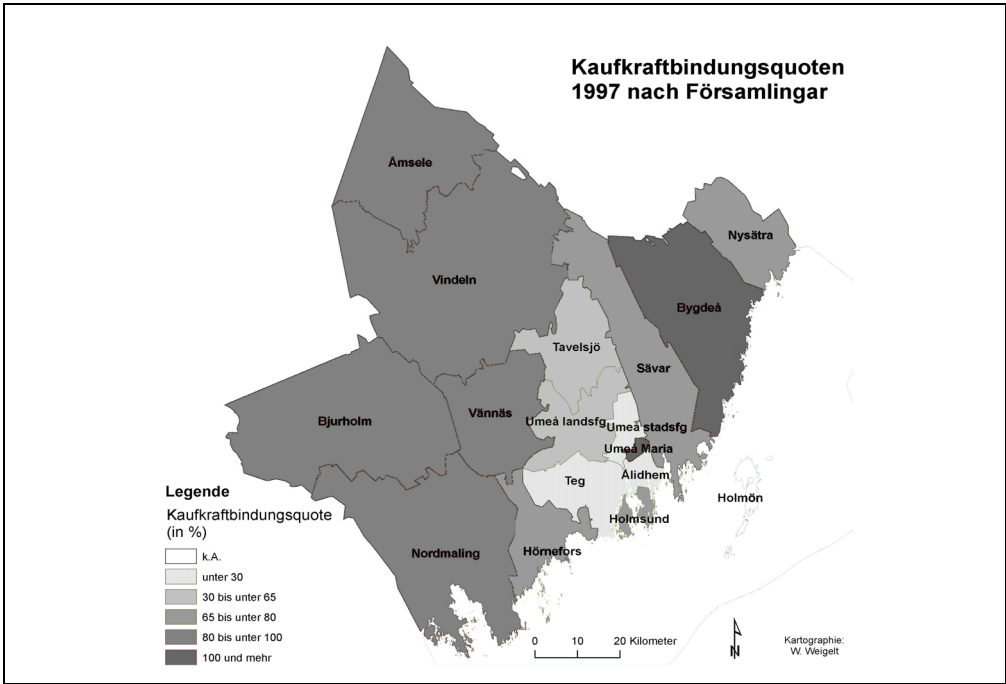 Kaufkraftbindungsquoten
1997 nach Församlingar
Åmsele
Nysätra
Vindeln
Bygdeå
Tavelsjö
Sävar
Vännäs
Bjurholm
Umeå landsfg
Umeå stadsfg
Umeå Maria
Ålidhem
Teg
Holmön
Holmsund
Nordmaling
Hörnefors
Legende
Kaufkraftbindungsquote
(in %)
k.A.
unter 30
30 bis unter 65
65 bis unter 80
80 bis unter 100
100 und mehr
0 10 20 Kilometer
N
Kartographie:
W. Weigelt